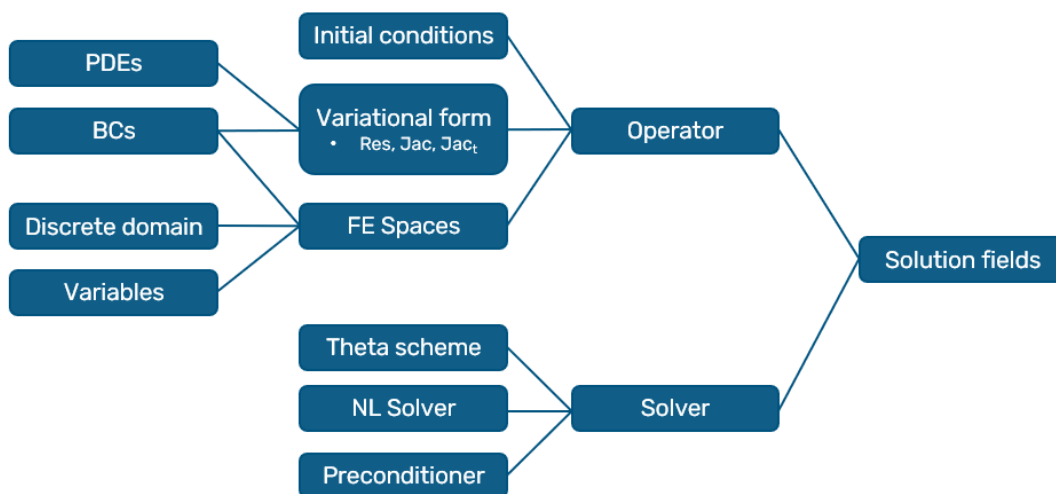 Initial conditions
PDEs
Variational form
• Res, Jac, Jacₜ
BCs
Operator
Discrete domain
FE Spaces
Variables
Solution fields
Theta scheme
NL Solver
Solver
Preconditioner